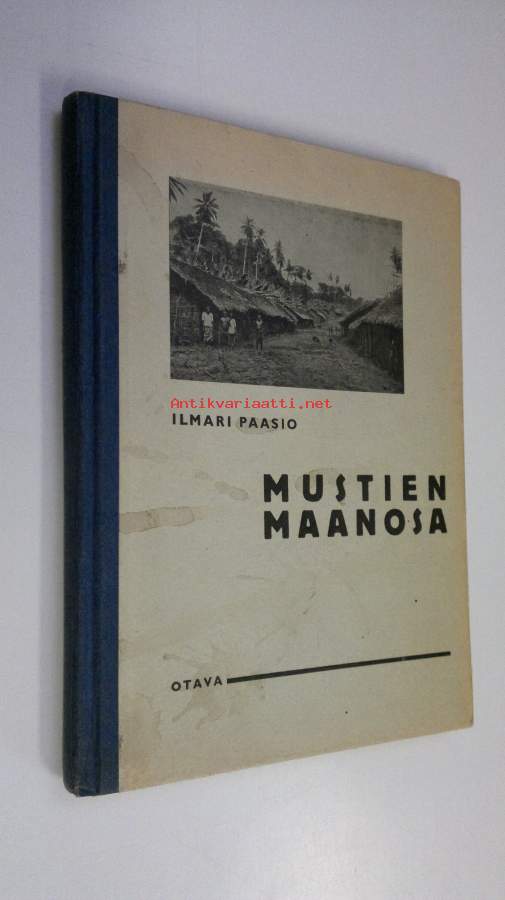 Antikvariaatti.net
ILMARI PAASIO
MUSTIEN
MAANOSA
OTAVA